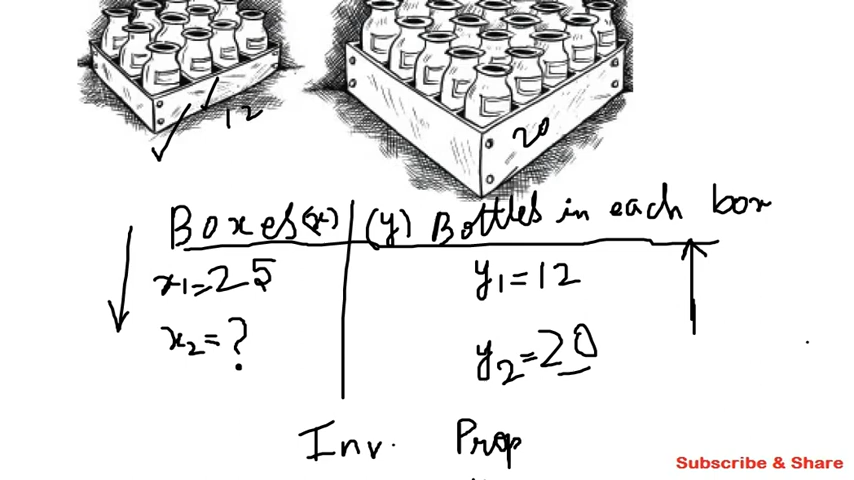 12
20
Boxes(x) (y) Bottles in each box
x1=25 y1=12
x2=? y2=20
Inv. Prop
Subscribe & Share